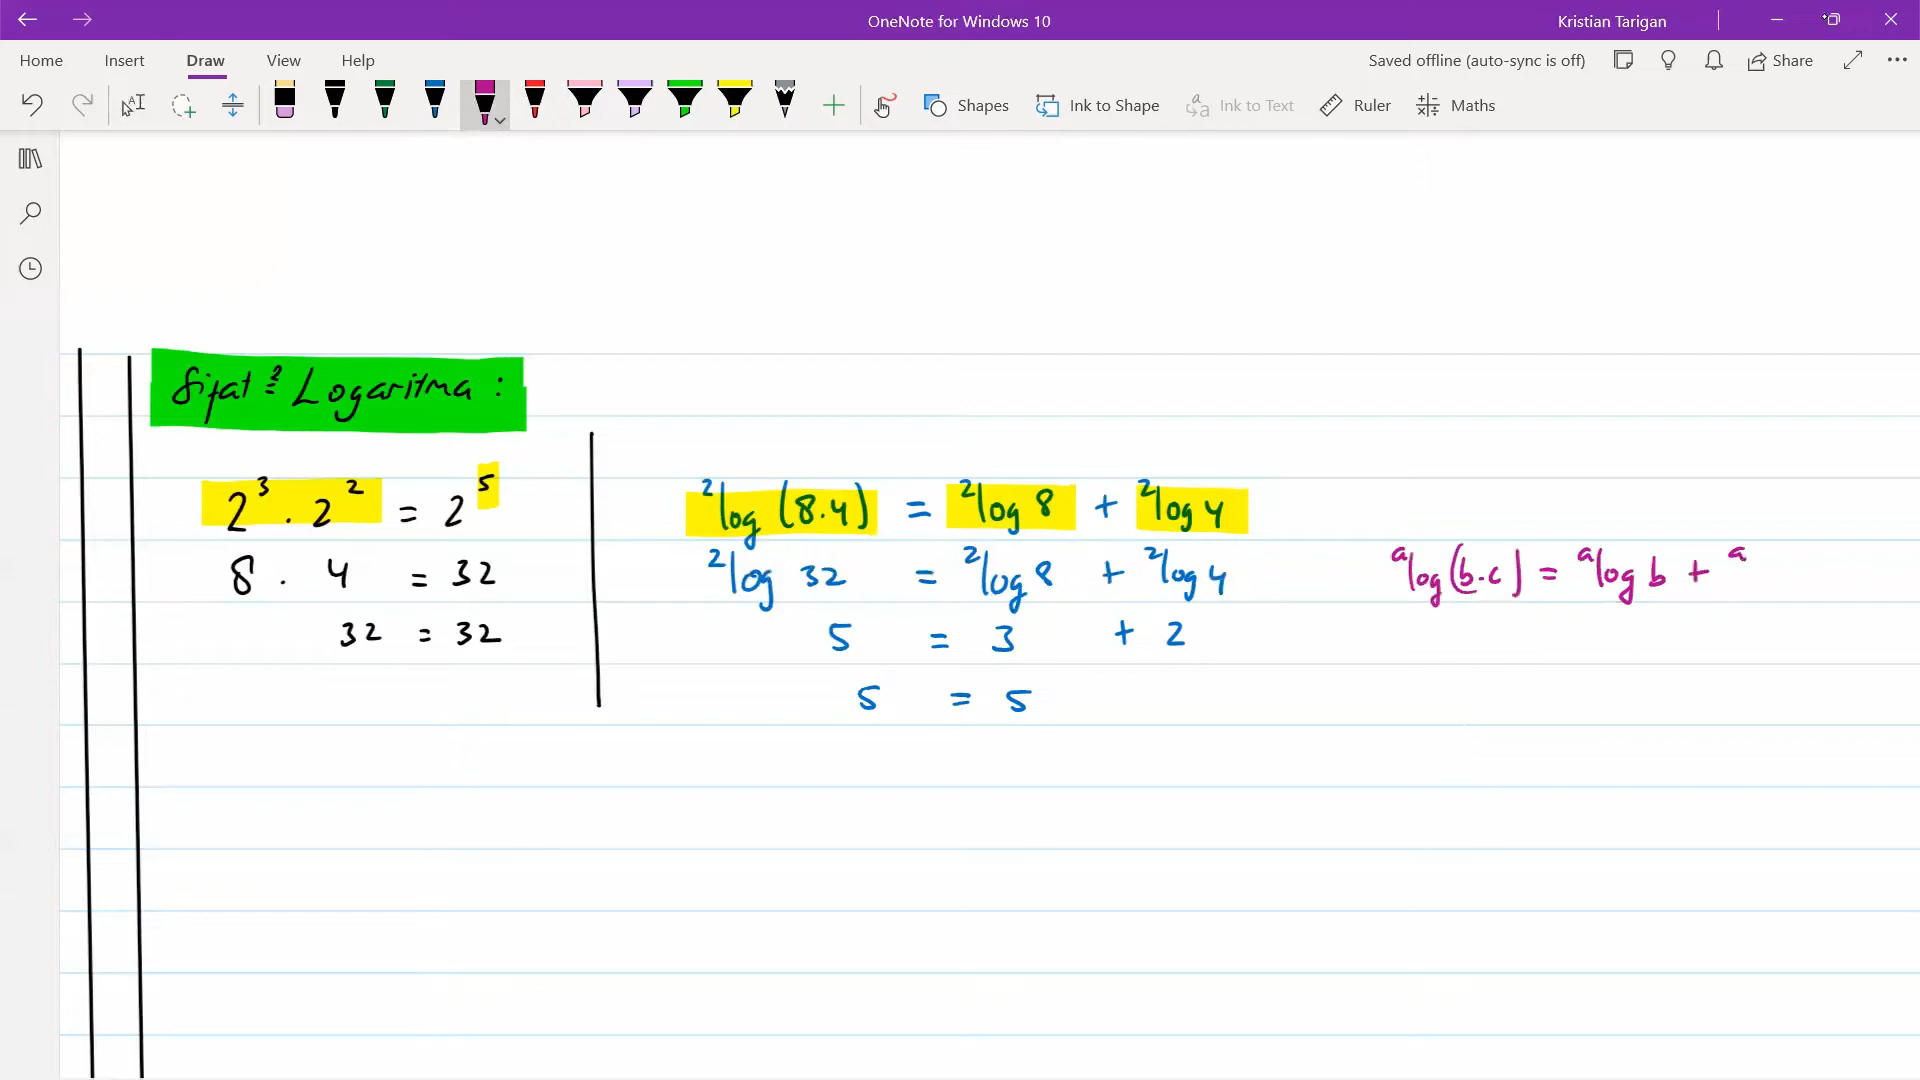 OneNote for Windows 10
Kristian Tarigan
Home Insert Draw View Help
Saved offline (auto-sync is off) Share
Shapes Ink to Shape Ink to Text Ruler Maths
Sifat ² Logaritma :
2³ . 2² = 2⁵
8 . 4 = 32
32 = 32
²log (8.4) = ²log 8 + ²log 4
²log 32 = ²log 8 + ²log 4
5 = 3 + 2
5 = 5
ᵃlog (b.c) = ᵃlog b + ᵃ